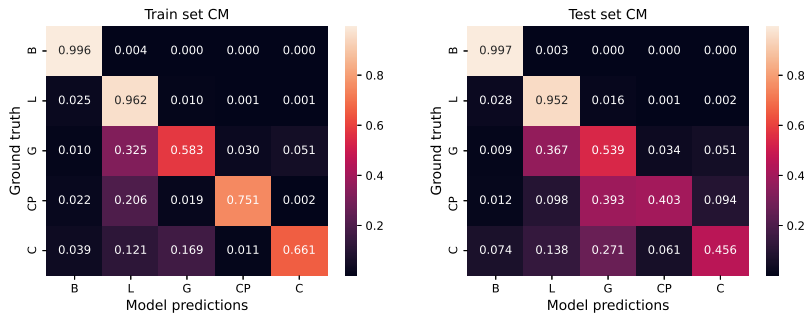 Train set CM
B 0.996 0.004 0.000 0.000 0.000
L 0.025 0.962 0.010 0.001 0.001
G 0.010 0.325 0.583 0.030 0.051
CP 0.022 0.206 0.019 0.751 0.002
C 0.039 0.121 0.169 0.011 0.661
B L G CP C
Ground truth
Model predictions
0.8
0.6
0.4
0.2
Test set CM
B 0.997 0.003 0.000 0.000 0.000
L 0.028 0.952 0.016 0.001 0.002
G 0.009 0.367 0.539 0.034 0.051
CP 0.012 0.098 0.393 0.403 0.094
C 0.074 0.138 0.271 0.061 0.456
B L G CP C
Ground truth
Model predictions
0.8
0.6
0.4
0.2